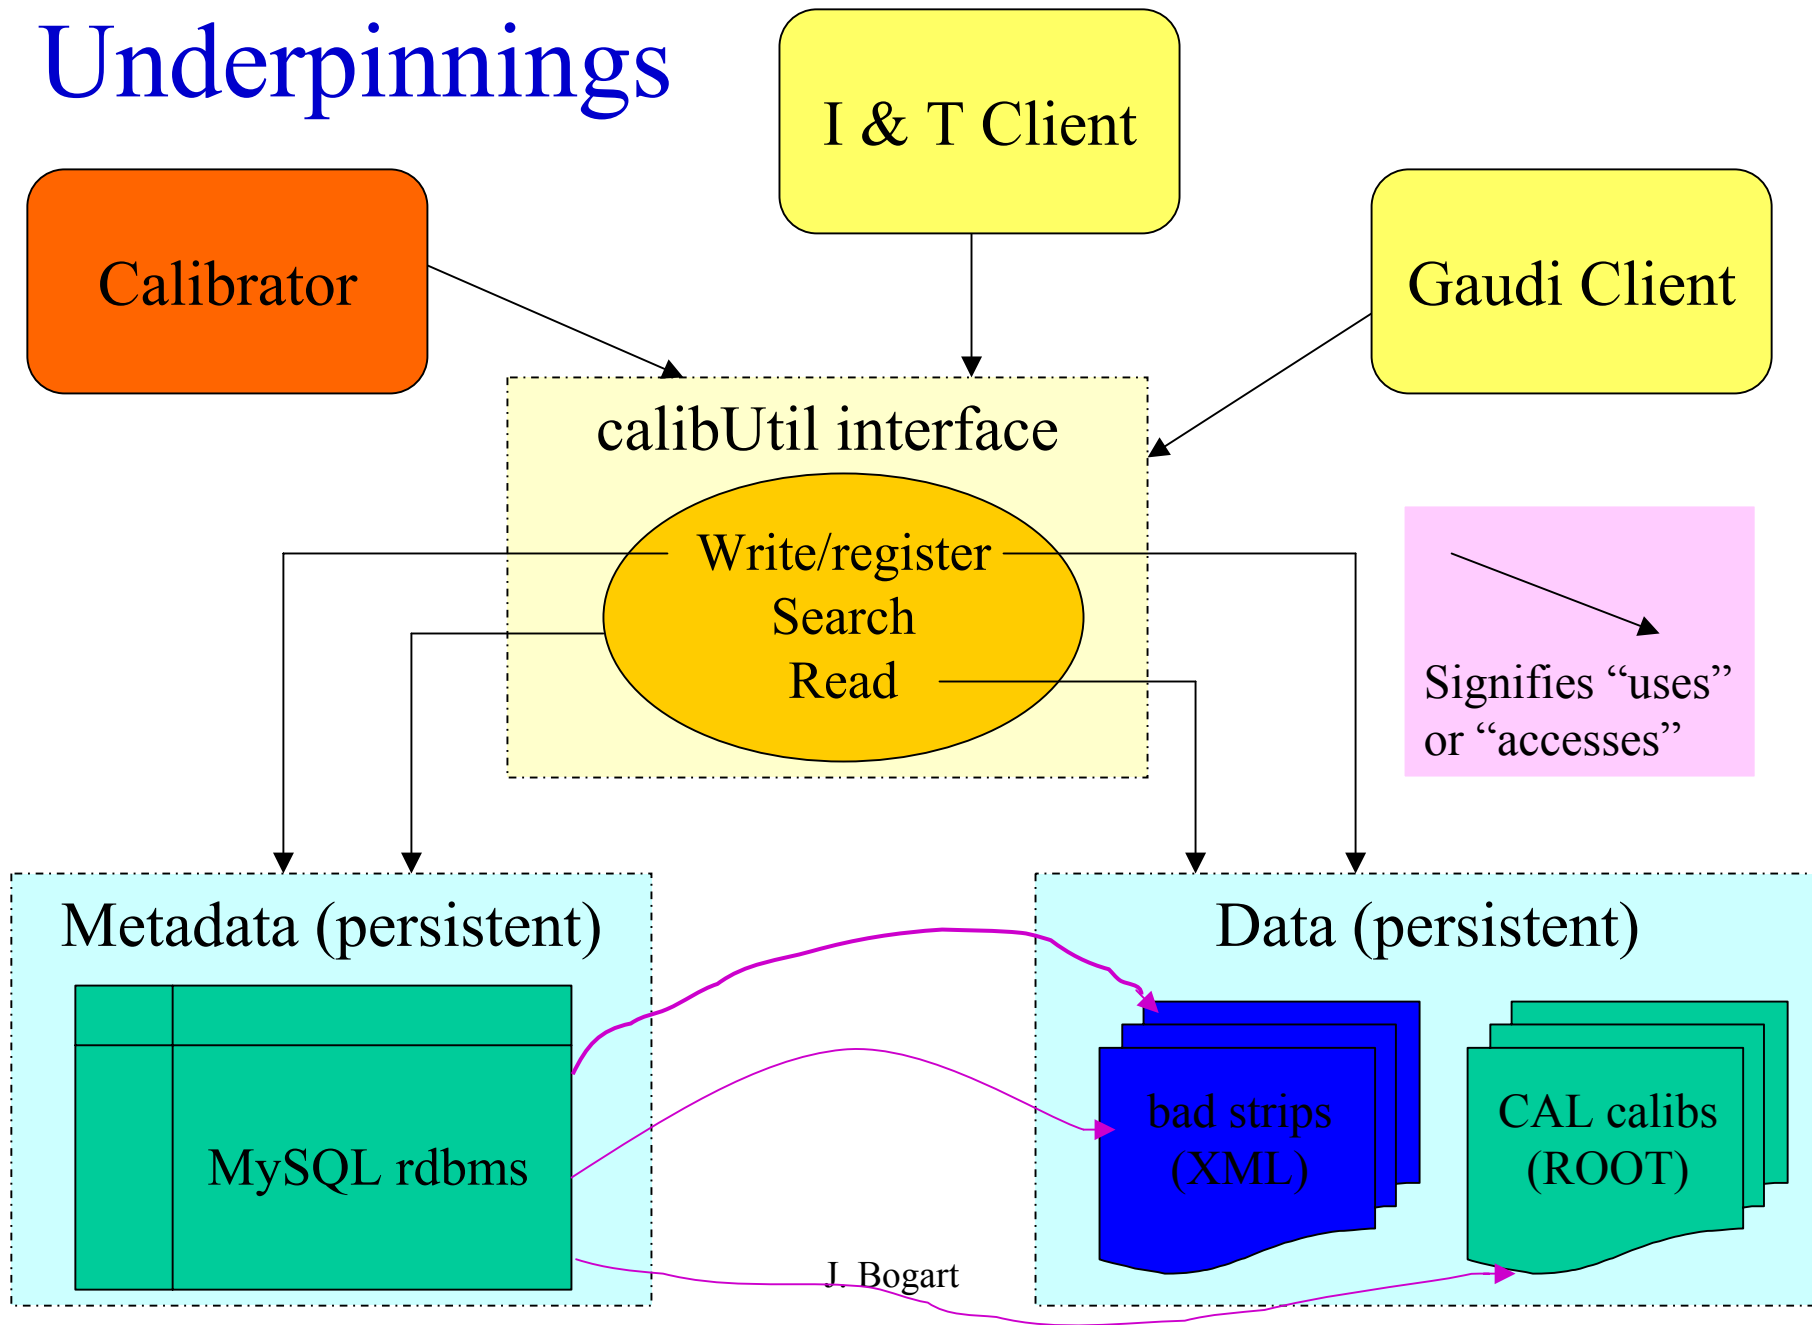 Underpinnings
I & T Client
Calibrator
Gaudi Client
calibUtil interface
Write/register
Search
Read
Signifies “uses”
or “accesses”
Metadata (persistent)
Data (persistent)
MySQL rdbms
bad strips
(XML)
CAL calibs
(ROOT)
J. Bogart